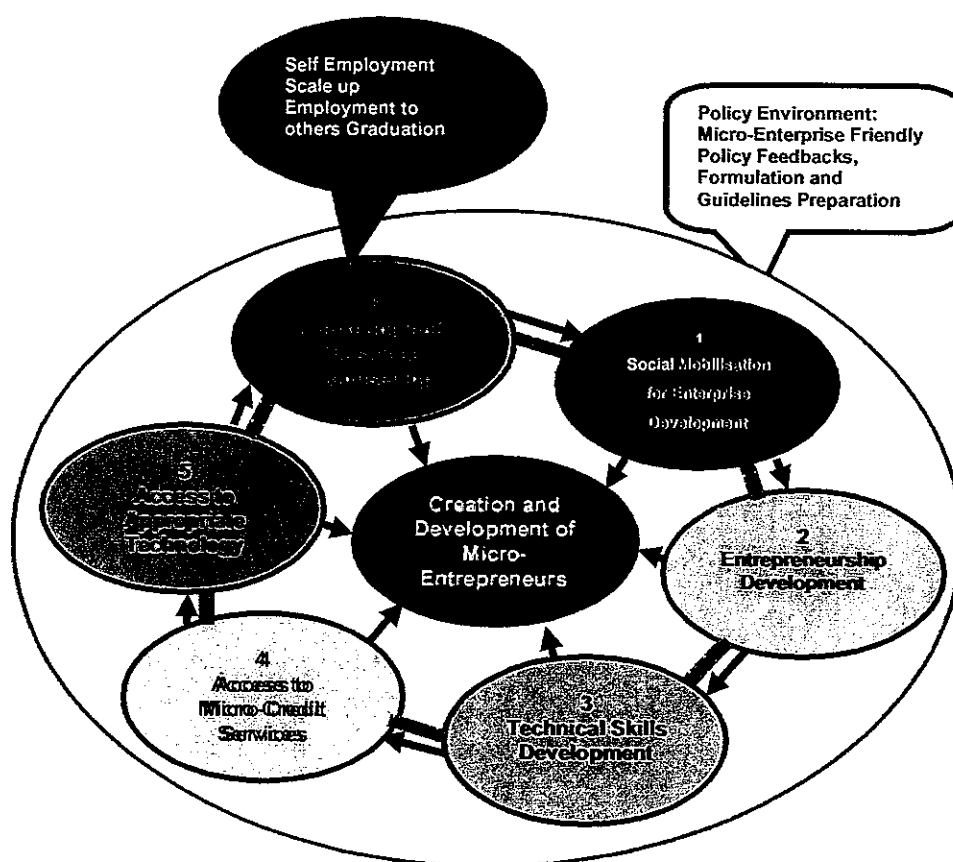 Self Employment
Scale up
Employment to
others Graduation
Policy Environment:
Micro-Enterprise Friendly
Policy Feedbacks,
Formulation and
Guidelines Preparation
1
Social Mobilisation
for Enterprise
Development
2
Entrepreneurship
Development
3
Technical Skills
Development
4
Access to
Micro-Credit
Services
5
Access to
Appropriate
Technology
Creation and
Development of
Micro-
Entrepreneurs